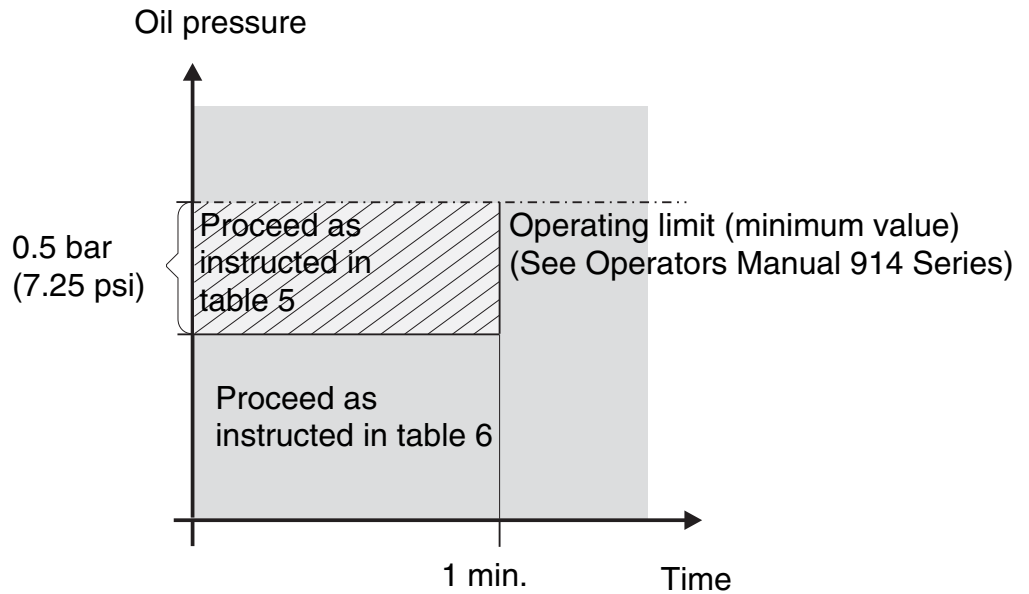 Oil pressure
0.5 bar
(7.25 psi)
Proceed as
instructed in
table 5
Operating limit (minimum value)
(See Operators Manual 914 Series)
Proceed as
instructed in table 6
1 min.
Time